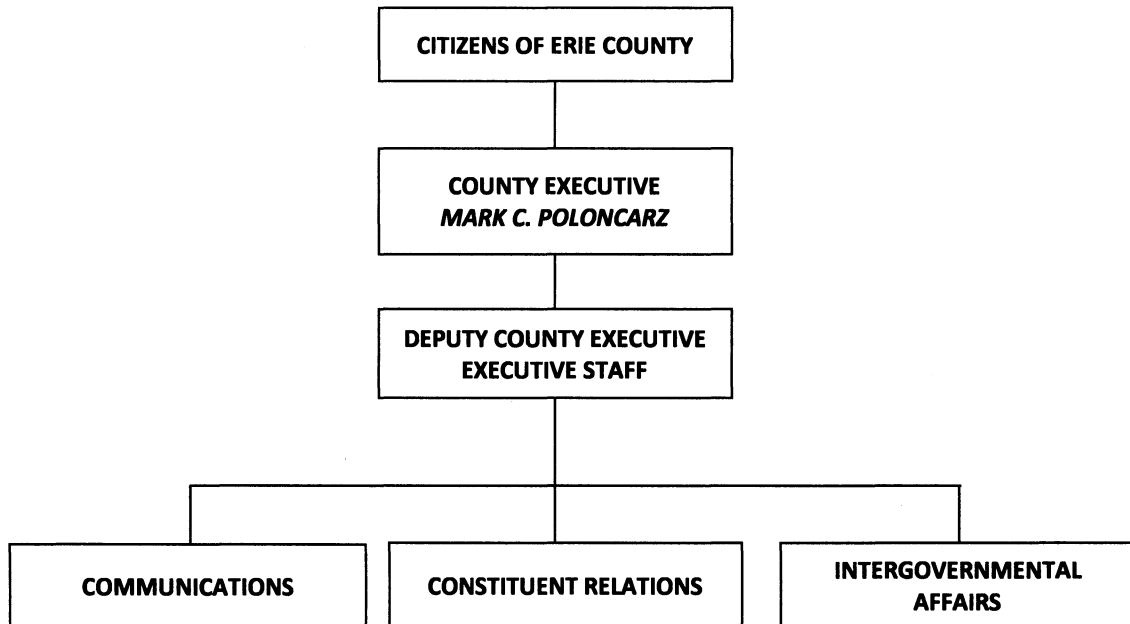 CITIZENS OF ERIE COUNTY
COUNTY EXECUTIVE
MARK C. POLONCARZ
DEPUTY COUNTY EXECUTIVE
EXECUTIVE STAFF
COMMUNICATIONS
CONSTITUENT RELATIONS
INTERGOVERNMENTAL
AFFAIRS